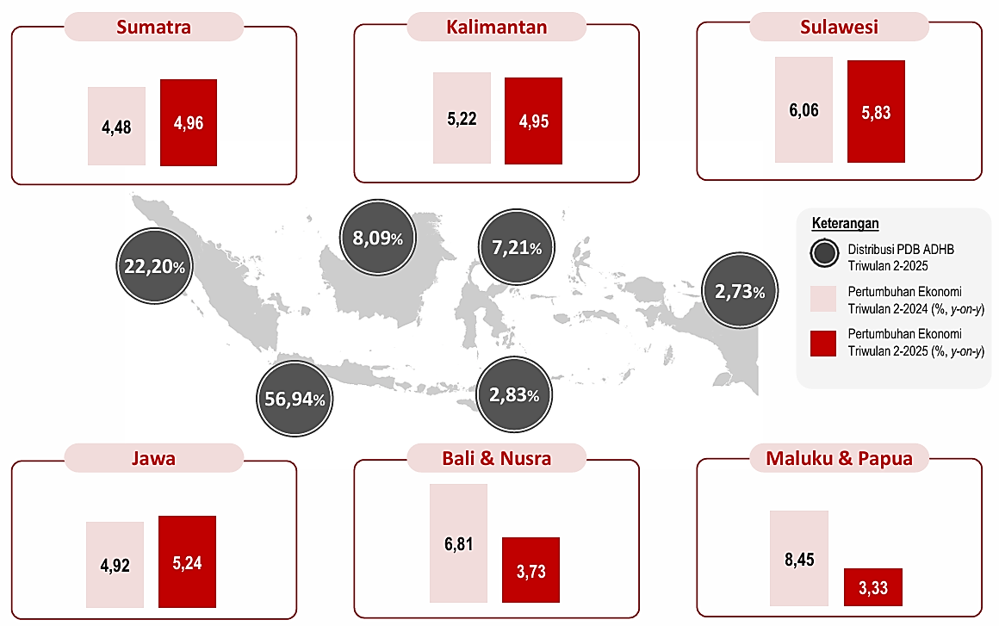 Sumatra
4,48
4,96
Kalimantan
5,22
4,95
Sulawesi
6,06
5,83
22,20%
8,09%
7,21%
2,73%
56,94%
2,83%
Keterangan
Distribusi PDB ADHB
Triwulan 2-2025
Pertumbuhan Ekonomi
Triwulan 2-2024 (%, y-on-y)
Pertumbuhan Ekonomi
Triwulan 2-2025 (%, y-on-y)
Jawa
4,92
5,24
Bali & Nusra
6,81
3,73
Maluku & Papua
8,45
3,33